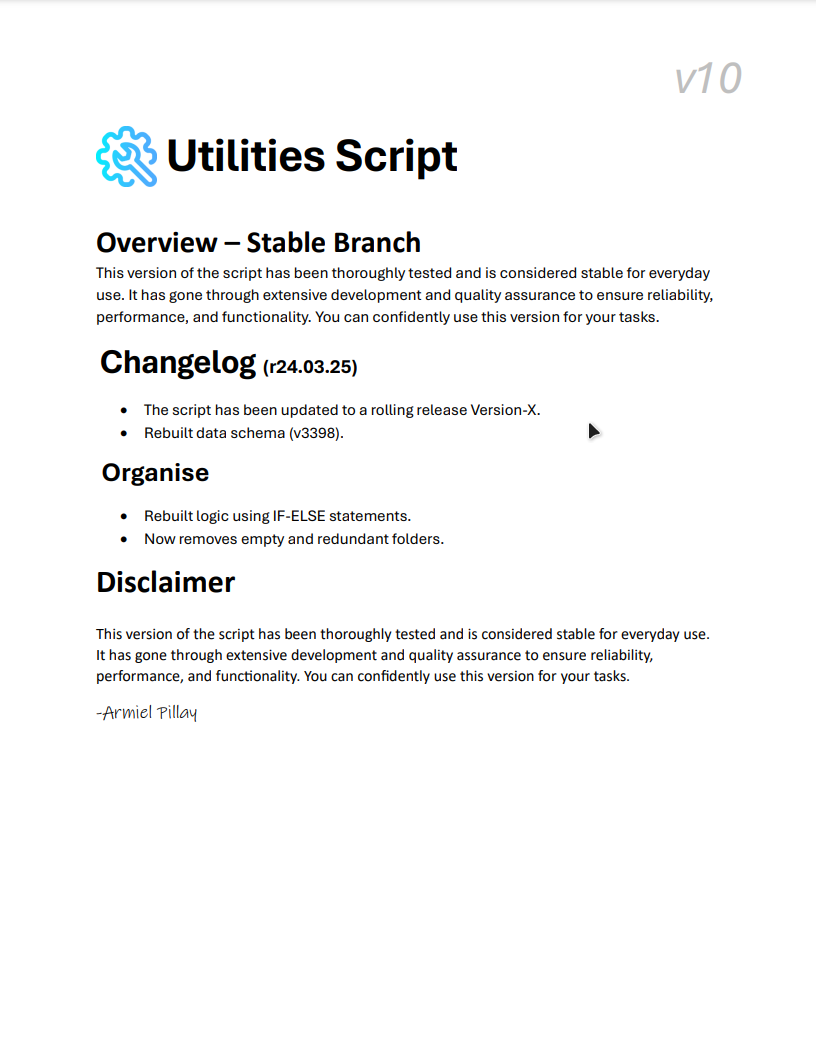 v10
Utilities Script
Overview – Stable Branch
This version of the script has been thoroughly tested and is considered stable for everyday
use. It has gone through extensive development and quality assurance to ensure reliability,
performance, and functionality. You can confidently use this version for your tasks.
Changelog (r24.03.25)
• The script has been updated to a rolling release Version-X.
• Rebuilt data schema (v3398).
Organise
• Rebuilt logic using IF-ELSE statements.
• Now removes empty and redundant folders.
Disclaimer
This version of the script has been thoroughly tested and is considered stable for everyday use.
It has gone through extensive development and quality assurance to ensure reliability,
performance, and functionality. You can confidently use this version for your tasks.
-Armiel Pillay